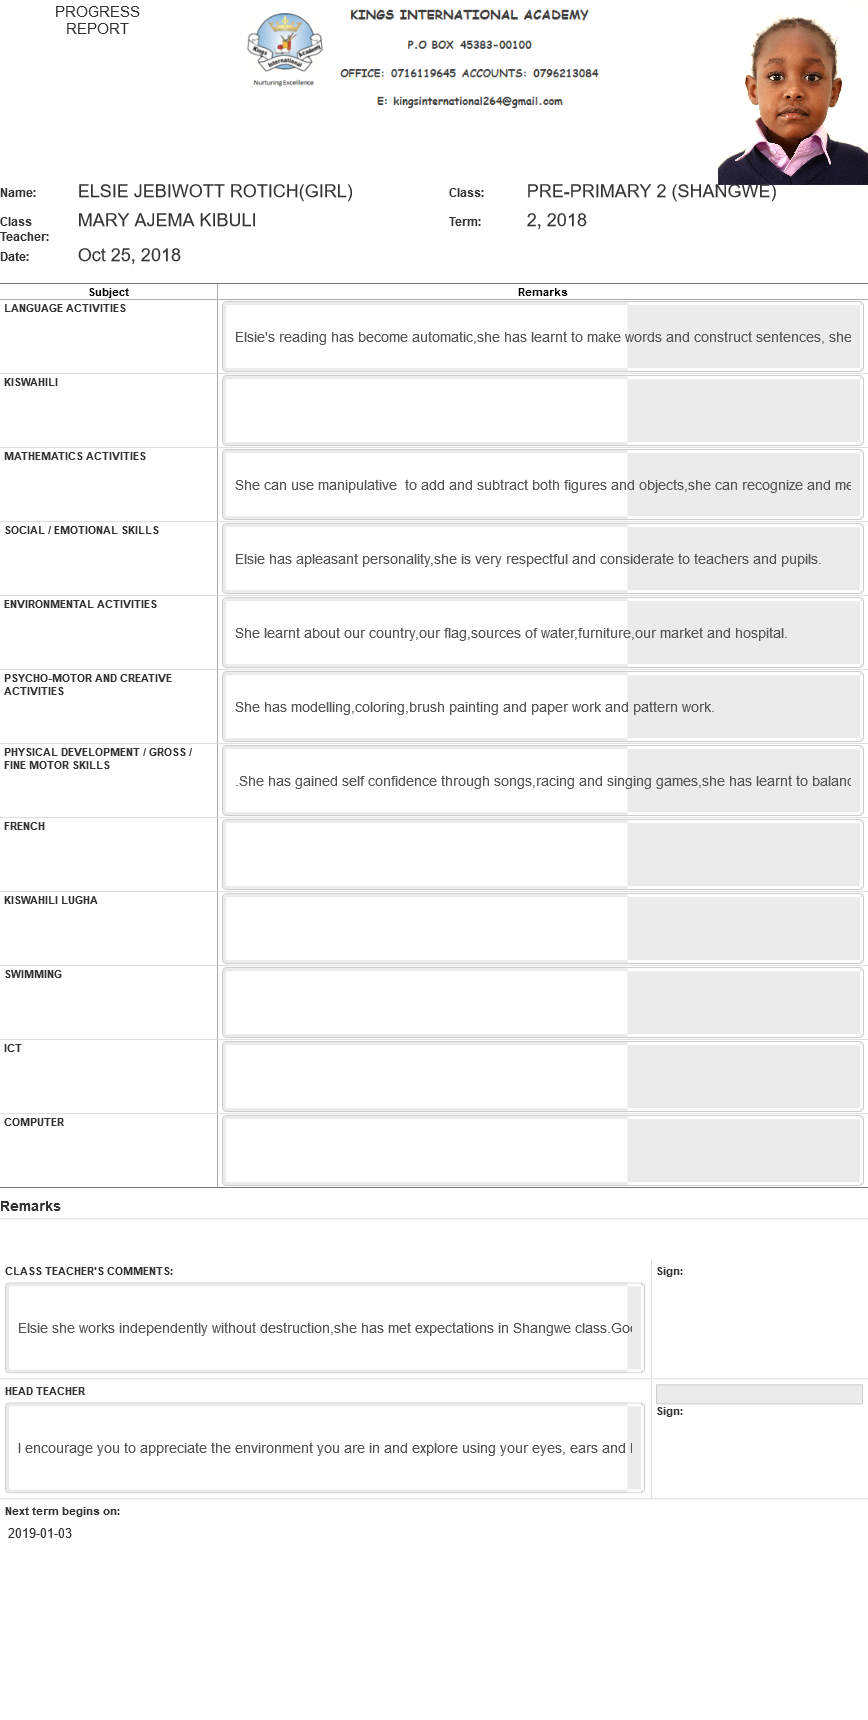 PROGRESS
REPORT
KINGS INTERNATIONAL ACADEMY
P.O BOX 45383-00100
OFFICE: 0716119645 ACCOUNTS: 0796213084
E: kingsinternational264@gmail.com
Kings International Academy
Nurturing Excellence
Name: ELSIE JEBIWOTT ROTICH(GIRL) Class: PRE-PRIMARY 2 (SHANGWE)
Class Teacher: MARY AJEMA KIBULI Term: 2, 2018
Date: Oct 25, 2018
Subject Remarks
LANGUAGE ACTIVITIES
Elsie's reading has become automatic,she has learnt to make words and construct sentences, she
KISWAHILI
MATHEMATICS ACTIVITIES
She can use manipulative  to add and subtract both figures and objects,she can recognize and me
SOCIAL / EMOTIONAL SKILLS
Elsie has apleasant personality,she is very respectful and considerate to teachers and pupils.
ENVIRONMENTAL ACTIVITIES
She learnt about our country,our flag,sources of water,furniture,our market and hospital.
PSYCHO-MOTOR AND CREATIVE
ACTIVITIES
She has modelling,coloring,brush painting and paper work and pattern work.
PHYSICAL DEVELOPMENT / GROSS /
FINE MOTOR SKILLS
.She has gained self confidence through songs,racing and singing games,she has learnt to balanc
FRENCH
KISWAHILI LUGHA
SWIMMING
ICT
COMPUTER
Remarks
CLASS TEACHER'S COMMENTS: Sign:
Elsie she works independently without destruction,she has met expectations in Shangwe class.Goo
HEAD TEACHER
Sign:
I encourage you to appreciate the environment you are in and explore using your eyes, ears and
Next term begins on:
2019-01-03